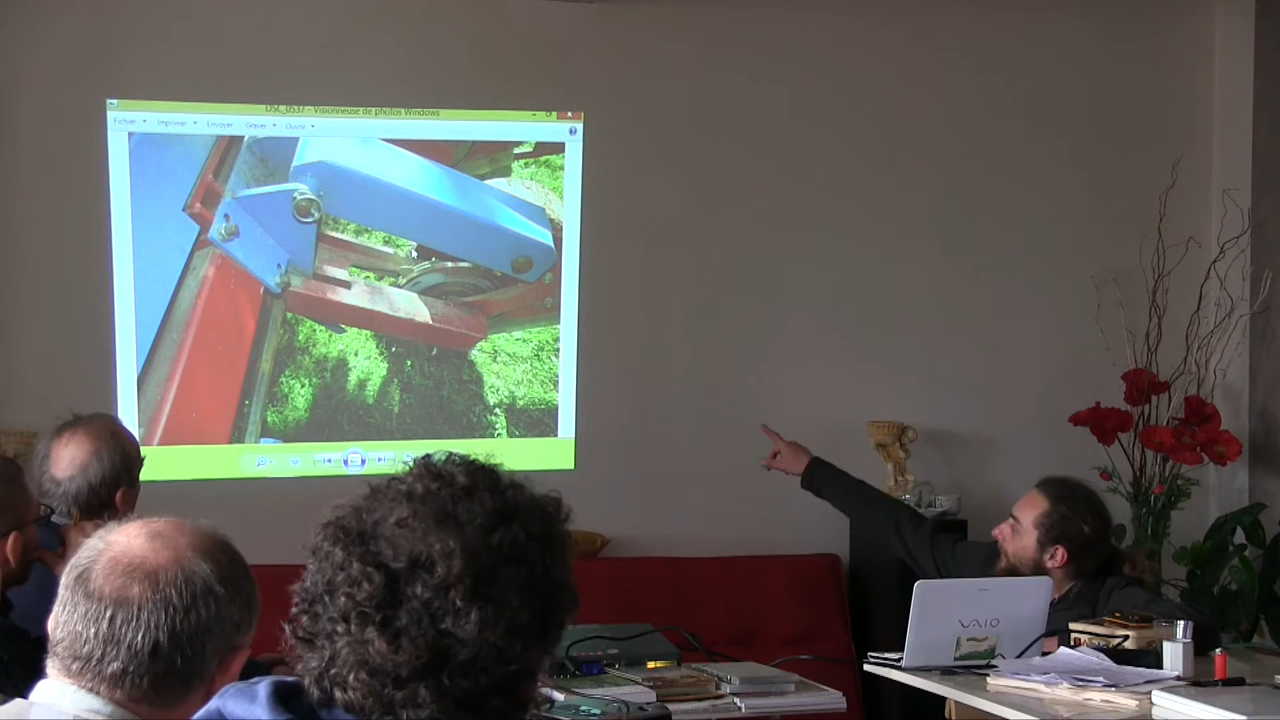 DSC_0537 - Visionneuse de photos Windows
Fichier Imprimer Envoyer Graver Ouvrir
VAIO